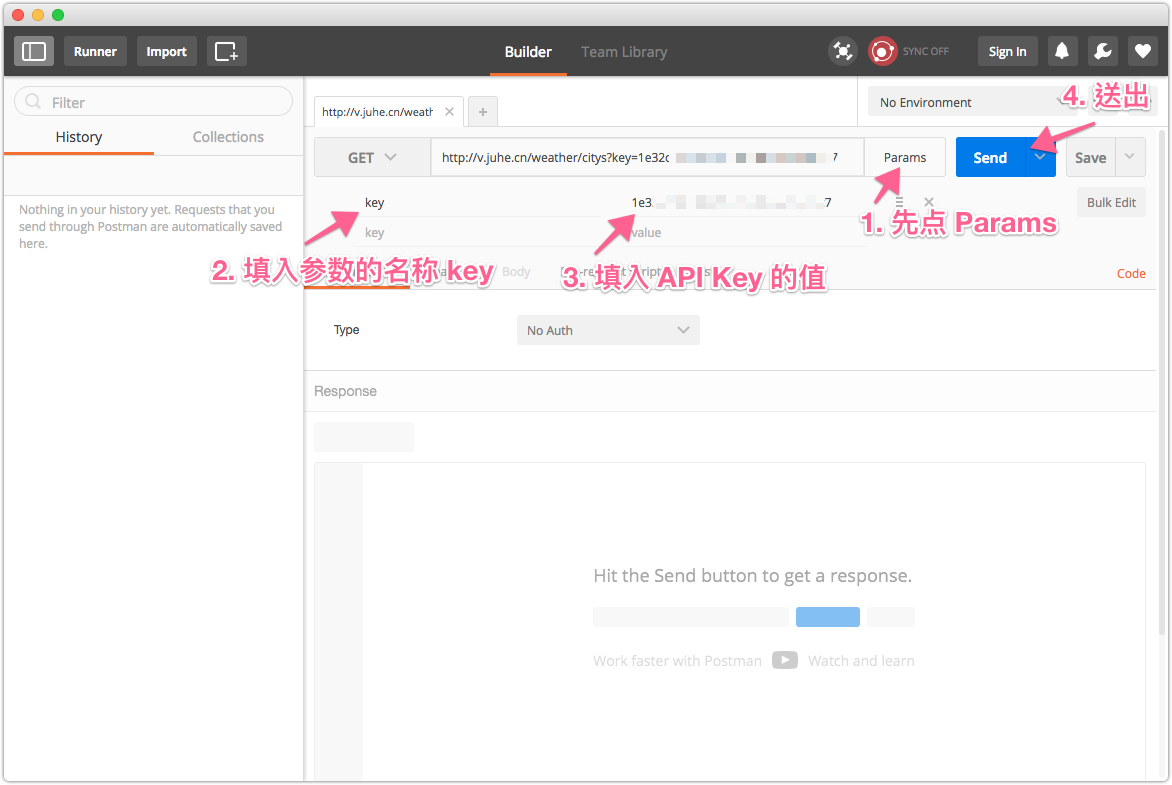 Runner
Import
Builder
Team Library
SYNC OFF
Sign In
Filter
History
Collections
Nothing in your history yet. Requests that you
send through Postman are automatically saved
here.
http://v.juhe.cn/weath
No Environment
4. 送出
GET
http://v.juhe.cn/weather/citys?key=1e32c
7
Params
Send
Save
key
1e3
7
Bulk Edit
key
value
1. 先点 Params
2. 填入参数的名称 key
Body
3. 填入 API Key 的值
Code
Type
No Auth
Response
Hit the Send button to get a response.
Work faster with Postman
Watch and learn